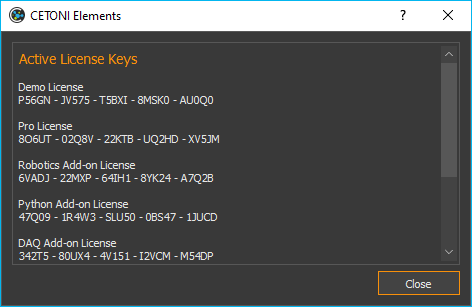 CETONI Elements
Active License Keys
Demo License
P56GN - JV575 - T5BXI - 8MSK0 - AU0Q0
Pro License
8O6UT - 02Q8V - 22KTB - UQ2HD - XV5JM
Robotics Add-on License
6VADJ - 22MXP - 64IH1 - 8YK24 - A7Q2B
Python Add-on License
47Q09 - 1R4W3 - SLU50 - 0BS47 - 1JUCD
DAQ Add-on License
342T5 - 80UX4 - 4V151 - I2VCM - M54DP
Close